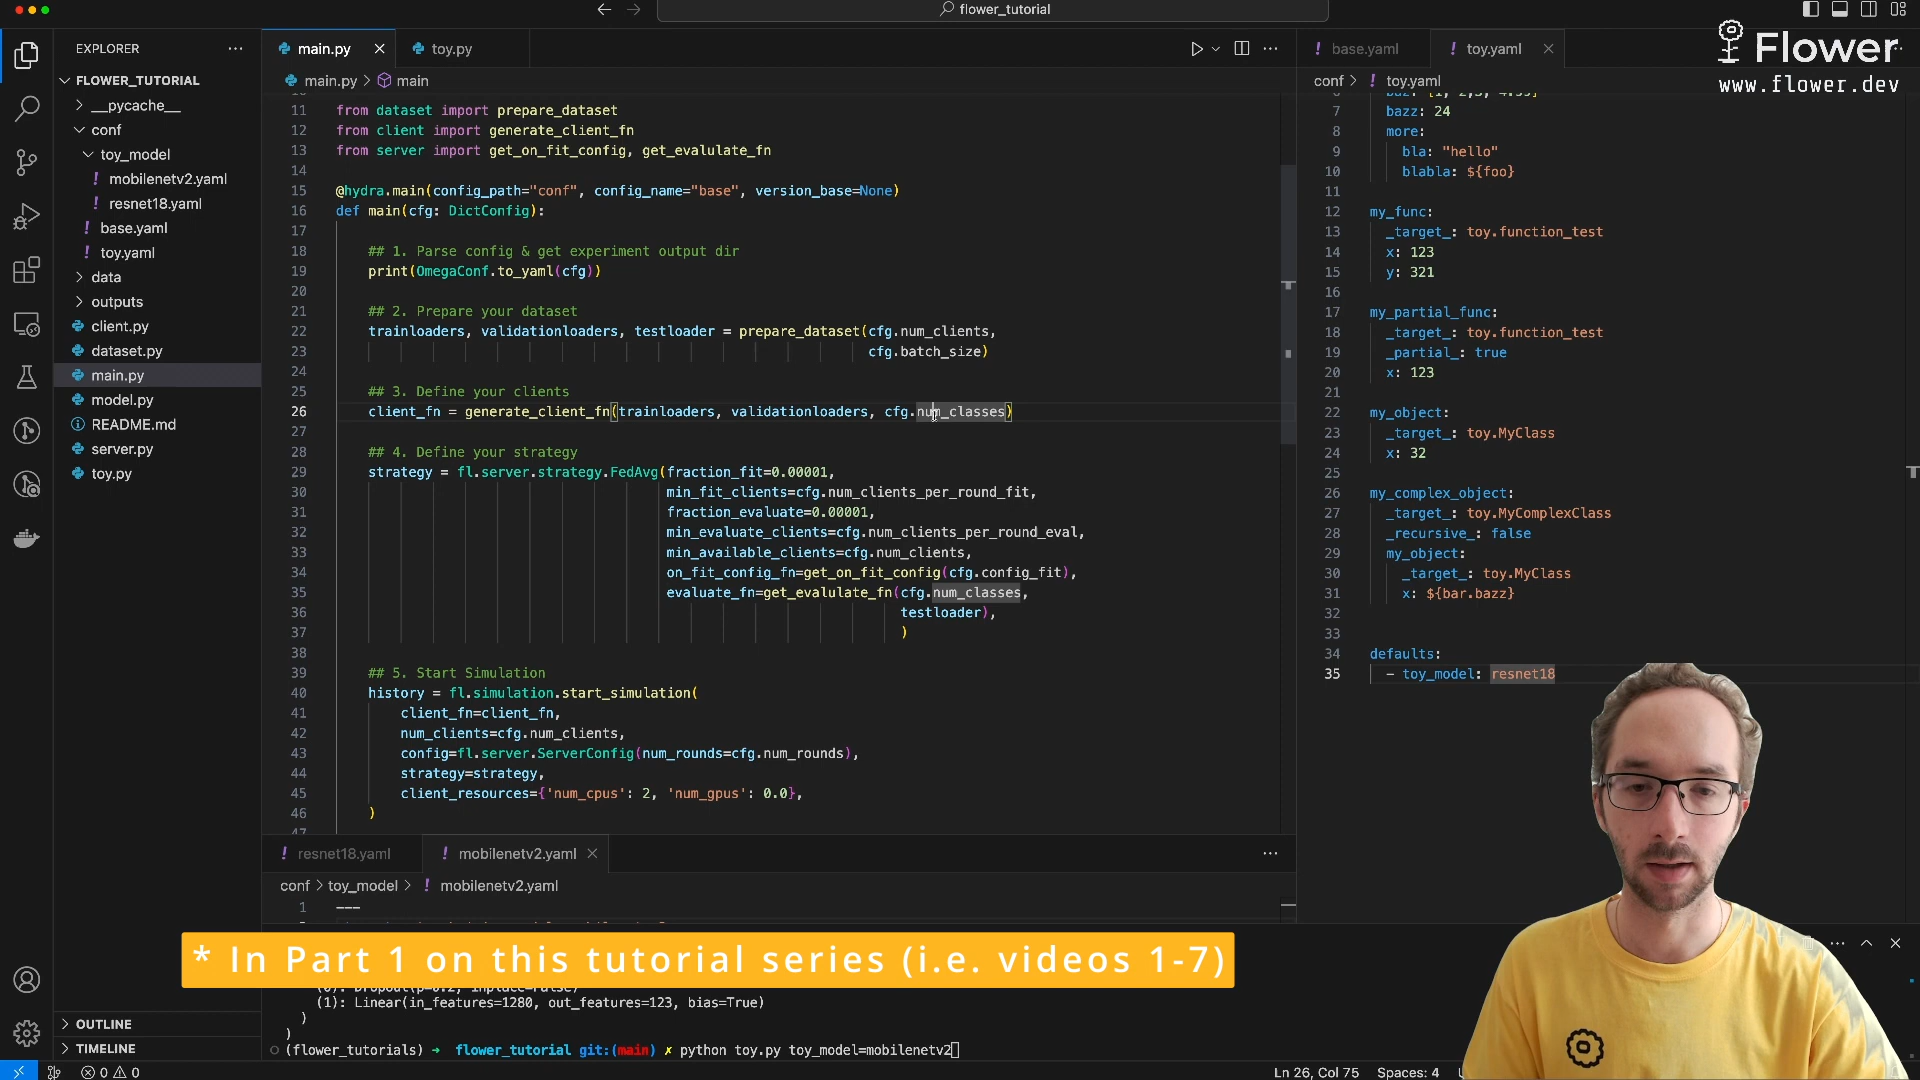 flower_tutorial
EXPLORER
FLOWER_TUTORIAL
__pycache__
conf
toy_model
mobilenetv2.yaml
resnet18.yaml
base.yaml
toy.yaml
data
outputs
client.py
dataset.py
main.py
model.py
README.md
server.py
toy.py
OUTLINE
TIMELINE
main.py
toy.py
main.py > main
11 from dataset import prepare_dataset
12 from client import generate_client_fn
13 from server import get_on_fit_config, get_evalulate_fn
14
15 @hydra.main(config_path="conf", config_name="base", version_base=None)
16 def main(cfg: DictConfig):
17
18 ## 1. Parse config & get experiment output dir
19 print(OmegaConf.to_yaml(cfg))
20
21 ## 2. Prepare your dataset
22 trainloaders, validationloaders, testloader = prepare_dataset(cfg.num_clients,
23 cfg.batch_size)
24
25 ## 3. Define your clients
26 client_fn = generate_client_fn(trainloaders, validationloaders, cfg.num_classes)
27
28 ## 4. Define your strategy
29 strategy = fl.server.strategy.FedAvg(fraction_fit=0.00001,
30 min_fit_clients=cfg.num_clients_per_round_fit,
31 fraction_evaluate=0.00001,
32 min_evaluate_clients=cfg.num_clients_per_round_eval,
33 min_available_clients=cfg.num_clients,
34 on_fit_config_fn=get_on_fit_config(cfg.config_fit),
35 evaluate_fn=get_evalulate_fn(cfg.num_classes,
36 testloader),
37 )
38
39 ## 5. Start Simulation
40 history = fl.simulation.start_simulation(
41 client_fn=client_fn,
42 num_clients=cfg.num_clients,
43 config=fl.server.ServerConfig(num_rounds=cfg.num_rounds),
44 strategy=strategy,
45 client_resources={'num_cpus': 2, 'num_gpus': 0.0},
46 )
47
base.yaml
toy.yaml
Flower
www.flower.dev
conf > toy.yaml
7 bazz: 24
8 more:
9 bla: "hello"
10 blabla: ${foo}
11
12 my_func:
13 _target_: toy.function_test
14 x: 123
15 y: 321
16
17 my_partial_func:
18 _target_: toy.function_test
19 _partial_: true
20 x: 123
21
22 my_object:
23 _target_: toy.MyClass
24 x: 32
25
26 my_complex_object:
27 _target_: toy.MyComplexClass
28 _recursive_: false
29 my_object:
30 _target_: toy.MyClass
31 x: ${bar.bazz}
32
33
34 defaults:
35 - toy_model: resnet18
resnet18.yaml
mobilenetv2.yaml
conf > toy_model > mobilenetv2.yaml
1 ---
* In Part 1 on this tutorial series (i.e. videos 1-7)
(1): Linear(in_features=1280, out_features=123, bias=True)
)
)
(flower_tutorials) → flower_tutorial git:(main) ✗ python toy.py toy_model=mobilenetv2
0 0
Ln 26, Col 75
Spaces: 4